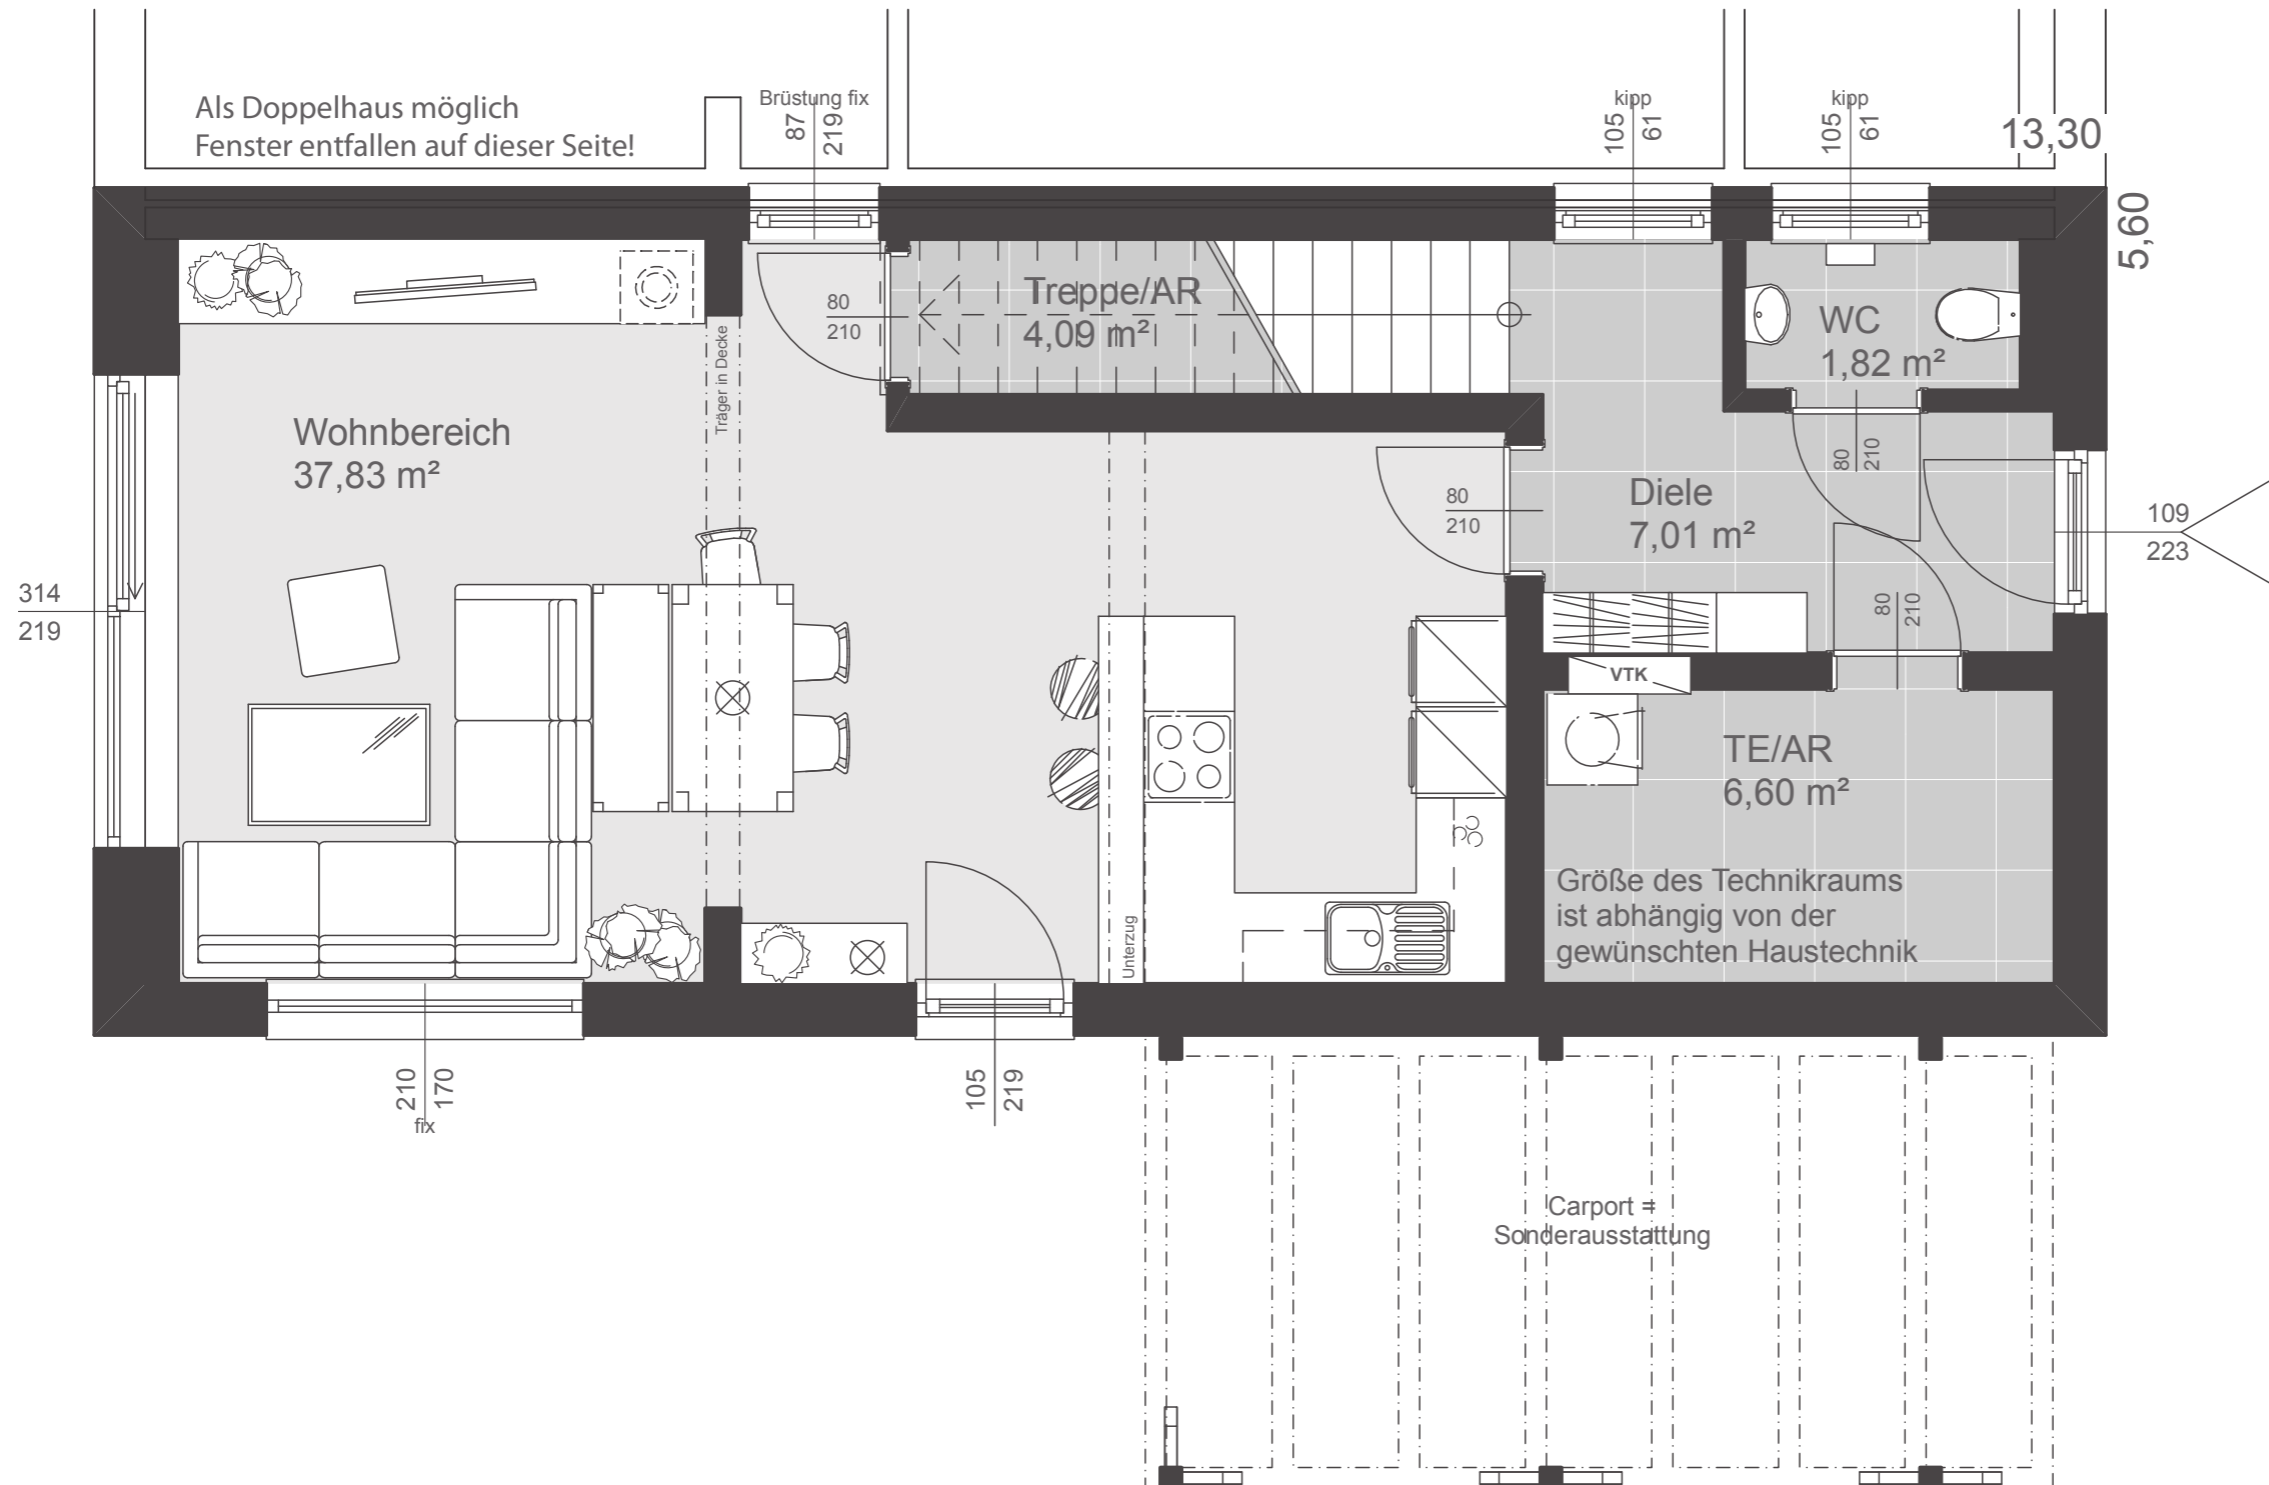 Als Doppelhaus möglich
Fenster entfallen auf dieser Seite!
Brüstung fix
87
219
kipp
105
61
kipp
105
61
13,30
5,60
80
210
Treppe/AR
4,09 m²
WC
1,82 m²
Träger in Decke
Wohnbereich
37,83 m²
80
210
80
210
Diele
7,01 m²
109
223
314
219
80
210
VTK
TE/AR
6,60 m²
Größe des Technikraums
ist abhängig von der
gewünschten Haustechnik
Unterzug
210
170
fix
105
219
Carport =
Sonderausstattung